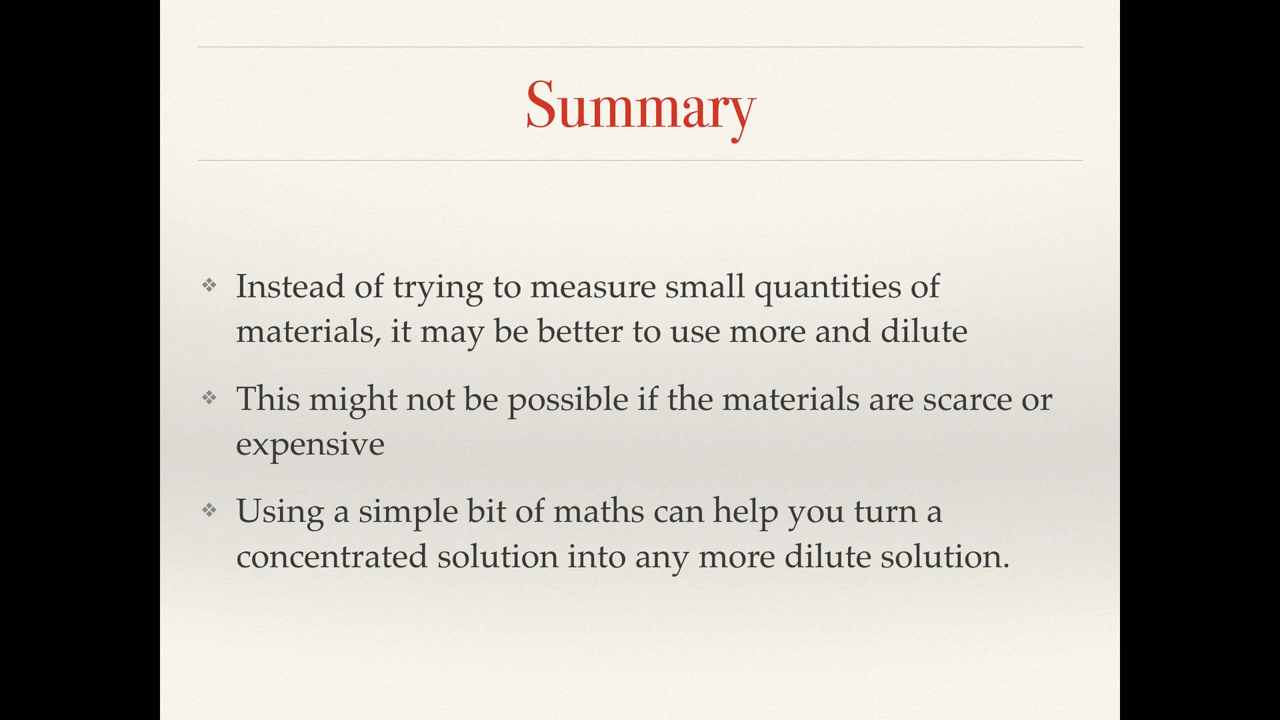 Summary
❖ Instead of trying to measure small quantities of
materials, it may be better to use more and dilute
❖ This might not be possible if the materials are scarce or
expensive
❖ Using a simple bit of maths can help you turn a
concentrated solution into any more dilute solution.